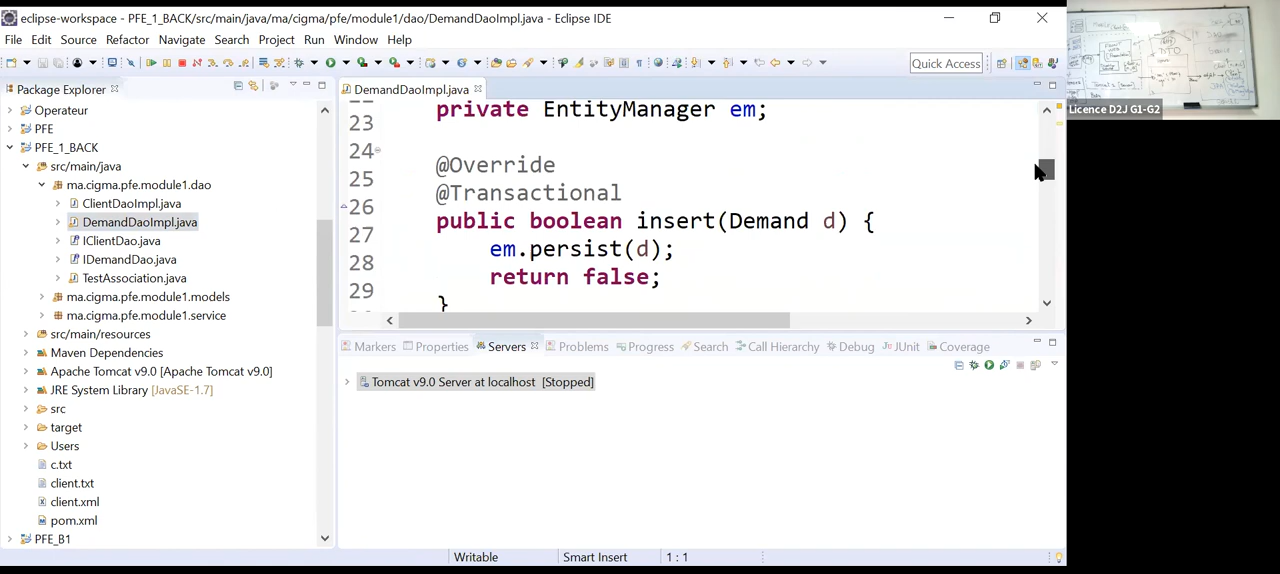 eclipse-workspace - PFE_1_BACK/src/main/java/ma/cigma/pfe/module1/dao/DemandDaoImpl.java - Eclipse IDE
File Edit Source Refactor Navigate Search Project Run Window Help
Quick Access
Package Explorer
Operateur
PFE
PFE_1_BACK
src/main/java
ma.cigma.pfe.module1.dao
ClientDaoImpl.java
DemandDaoImpl.java
IClientDao.java
IDemandDao.java
TestAssociation.java
ma.cigma.pfe.module1.models
ma.cigma.pfe.module1.service
src/main/resources
Maven Dependencies
Apache Tomcat v9.0 [Apache Tomcat v9.0]
JRE System Library [JavaSE-1.7]
src
target
Users
c.txt
client.txt
client.xml
pom.xml
PFE_B1
DemandDaoImpl.java
22
23 private EntityManager em;
24
25 @Override
26 @Transactional
27 public boolean insert(Demand d) {
28 em.persist(d);
29 return false;
}
Markers Properties Servers Problems Progress Search Call Hierarchy Debug JUnit Coverage
Tomcat v9.0 Server at localhost [Stopped]
Writable Smart Insert 1 : 1
Licence D2J G1-G2